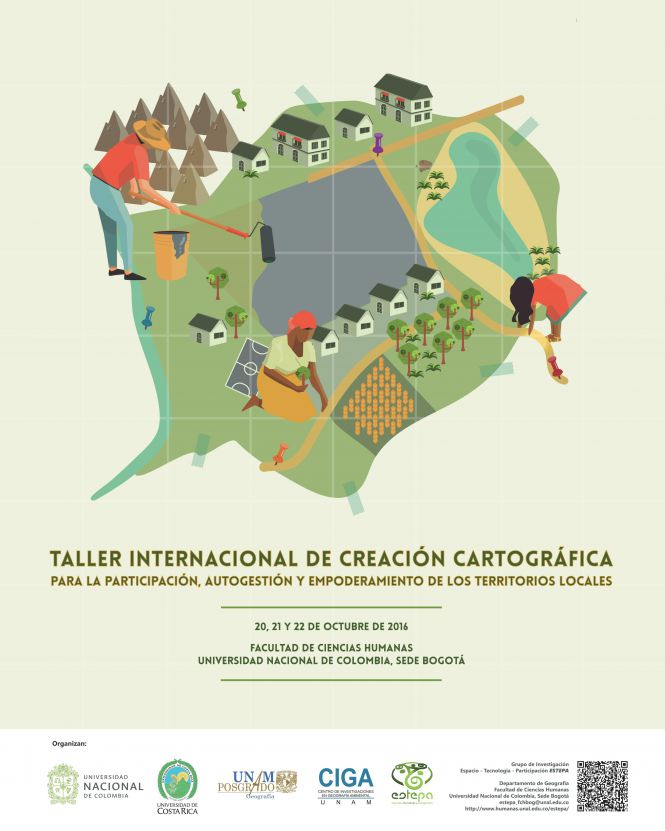 TALLER INTERNACIONAL DE CREACIÓN CARTOGRÁFICA
PARA LA PARTICIPACIÓN, AUTOGESTIÓN Y EMPODERAMIENTO DE LOS TERRITORIOS LOCALES
20, 21 Y 22 DE OCTUBRE DE 2016
FACULTAD DE CIENCIAS HUMANAS
UNIVERSIDAD NACIONAL DE COLOMBIA, SEDE BOGOTÁ
Organizan:
UNIVERSIDAD
NACIONAL
DE COLOMBIA
UNIVERSIDAD DE
COSTA RICA
UNAM
POSGRADO
Geografía
CIGA
CENTRO DE INVESTIGACIONES
EN GEOGRAFÍA AMBIENTAL
UNAM
estepa
Grupo de Investigación
Espacio - Tecnología - Participación ESTEPA
Departamento de Geografía
Facultad de Ciencias Humanas
Universidad Nacional de Colombia, Sede Bogotá
estepa_fchbog@unal.edu.co
http://www.humanas.unal.edu.co/estepa/